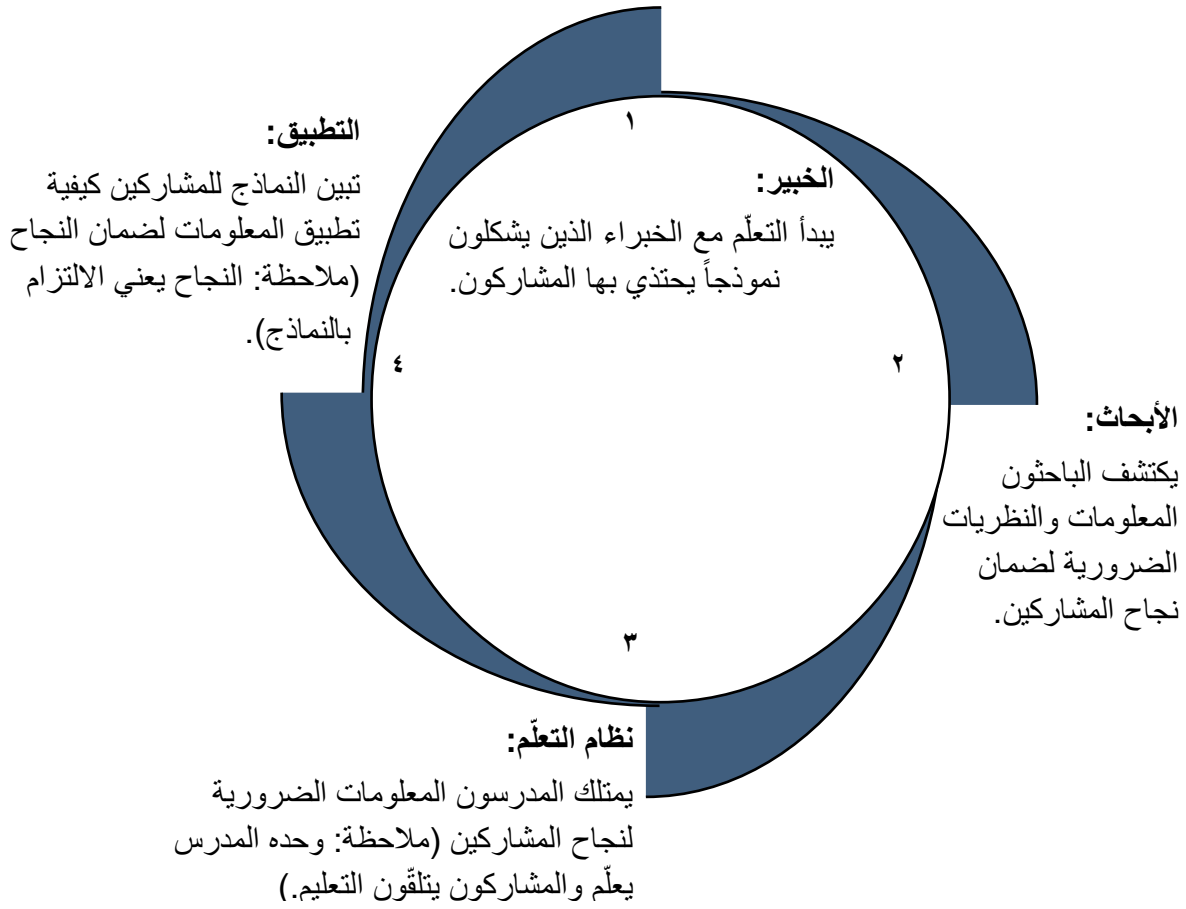 ١
الخبير:
يبدأ التعلّم مع الخبراء الذين يشكلون
نموذجاً يحتذي بها المشاركون.
٢
الأبحاث:
يكتشف الباحثون
المعلومات والنظريات
الضرورية لضمان
نجاح المشاركين.
٣
نظام التعلّم:
يمتلك المدرسون المعلومات الضرورية
لنجاح المشاركين (ملاحظة: وحده المدرس
يعلّم والمشاركون يتلقّون التعليم.)
٤
التطبيق:
تبين النماذج للمشاركين كيفية
تطبيق المعلومات لضمان النجاح
(ملاحظة: النجاح يعني الالتزام
بالنماذج).